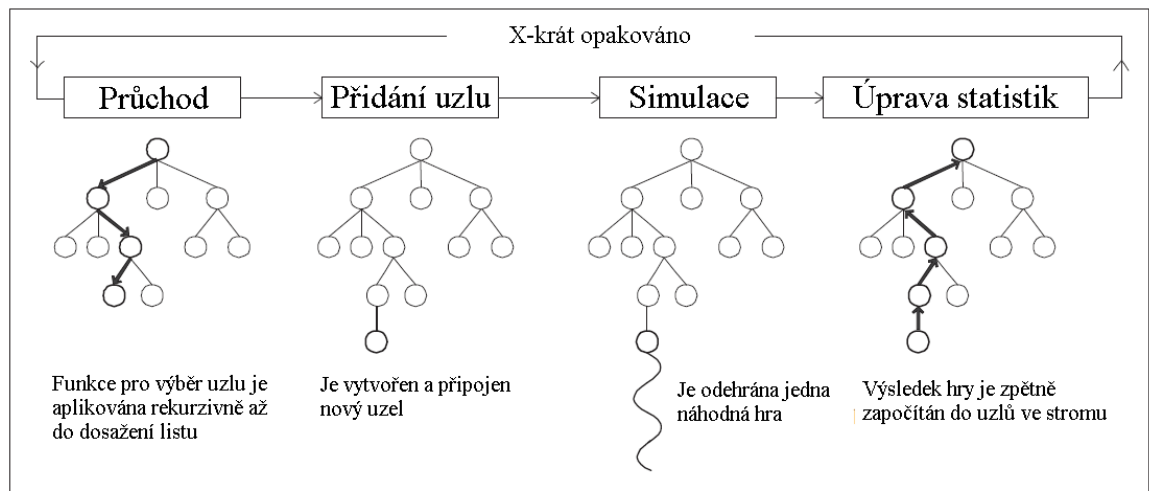 X-krát opakováno
Průchod
Přidání uzlu
Simulace
Úprava statistik
Funkce pro výběr uzlu je
aplikována rekurzivně až
do dosažení listu
Je vytvořen a připojen
nový uzel
Je odehrána jedna
náhodná hra
Výsledek hry je zpětně
započítán do uzlů ve stromu